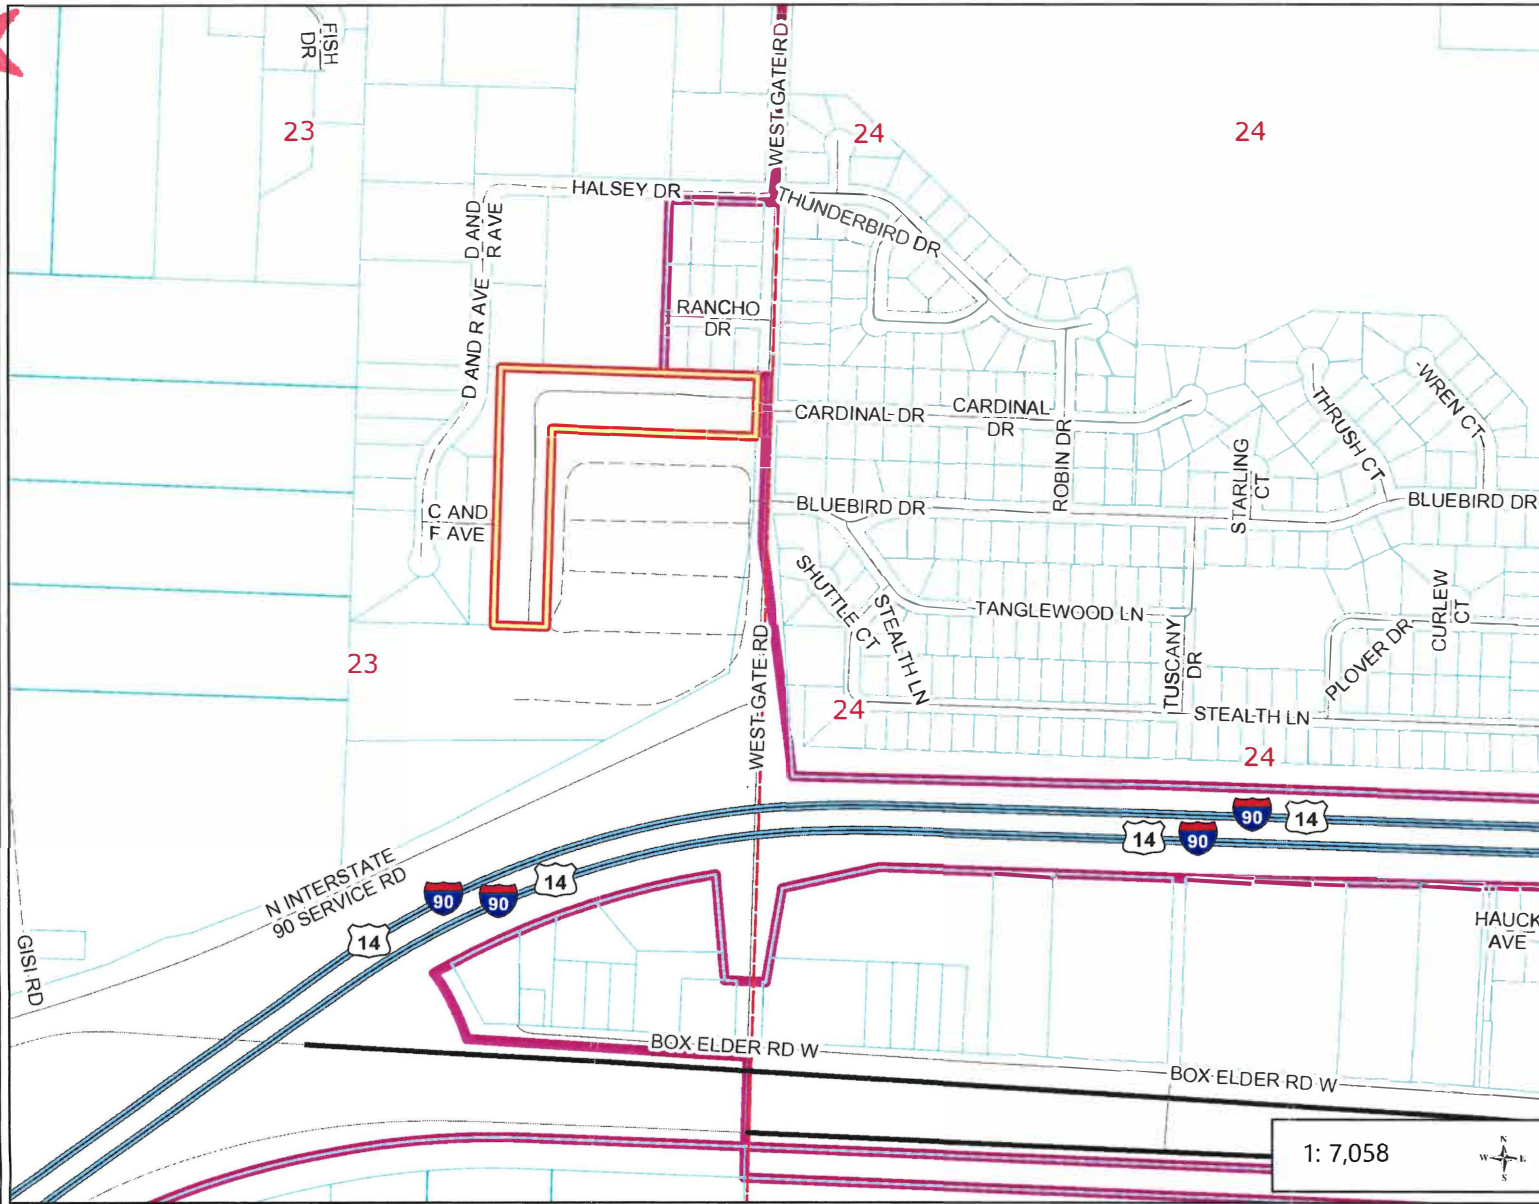 FISH
DR
WEST GATE RD
23
24
24
HALSEY DR
THUNDERBIRD DR
D AND
R AVE
D AND R AVE
RANCHO
DR
CARDINAL DR
CARDINAL
DR
ROBIN DR
WREN CT
THRUSH CT
STARLING
CT
BLUEBIRD DR
BLUEBIRD DR
C AND
F AVE
SHUTTLE CT
STEALTH LN
TANGLEWOOD LN
TUSCANY
DR
PLOVER DR
CURLEW
CT
23
WEST GATE RD
24
STEALTH LN
24
90
14
14
90
N INTERSTATE
90 SERVICE RD
90
90
14
14
GISI RD
HAUCK
AVE
BOX ELDER RD W
BOX ELDER RD W
1: 7,058
N
W E
S